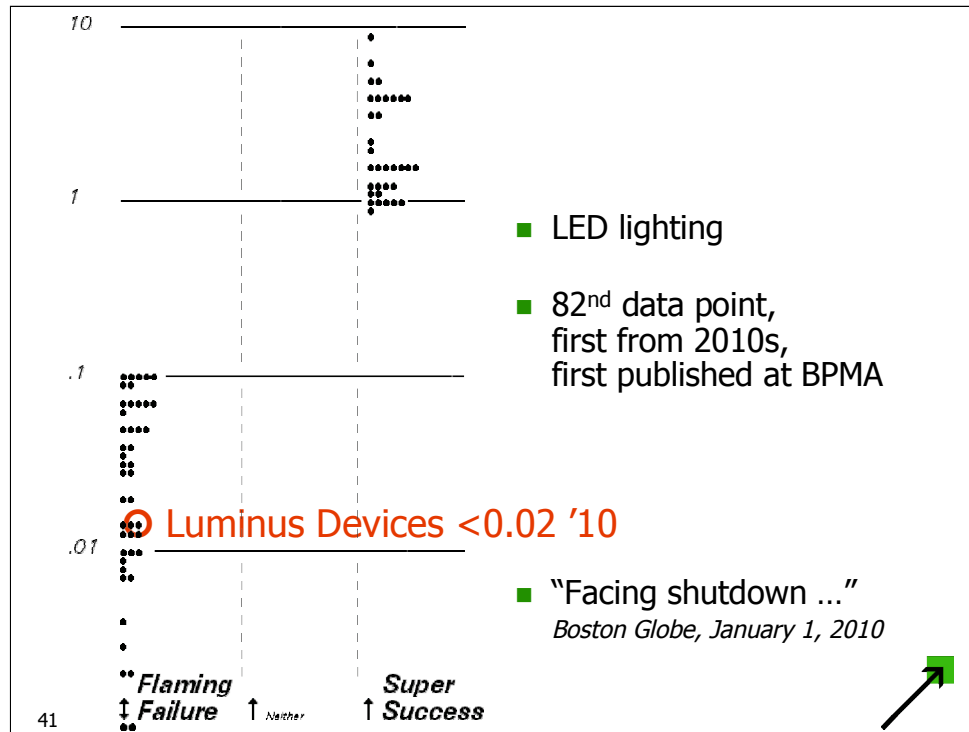 10
1
.1
.01
■ LED lighting
■ 82nd data point,
first from 2010s,
first published at BPMA
Luminus Devices <0.02 ’10
■ “Facing shutdown …”
Boston Globe, January 1, 2010
Flaming
Failure
Neither
Super
Success
41